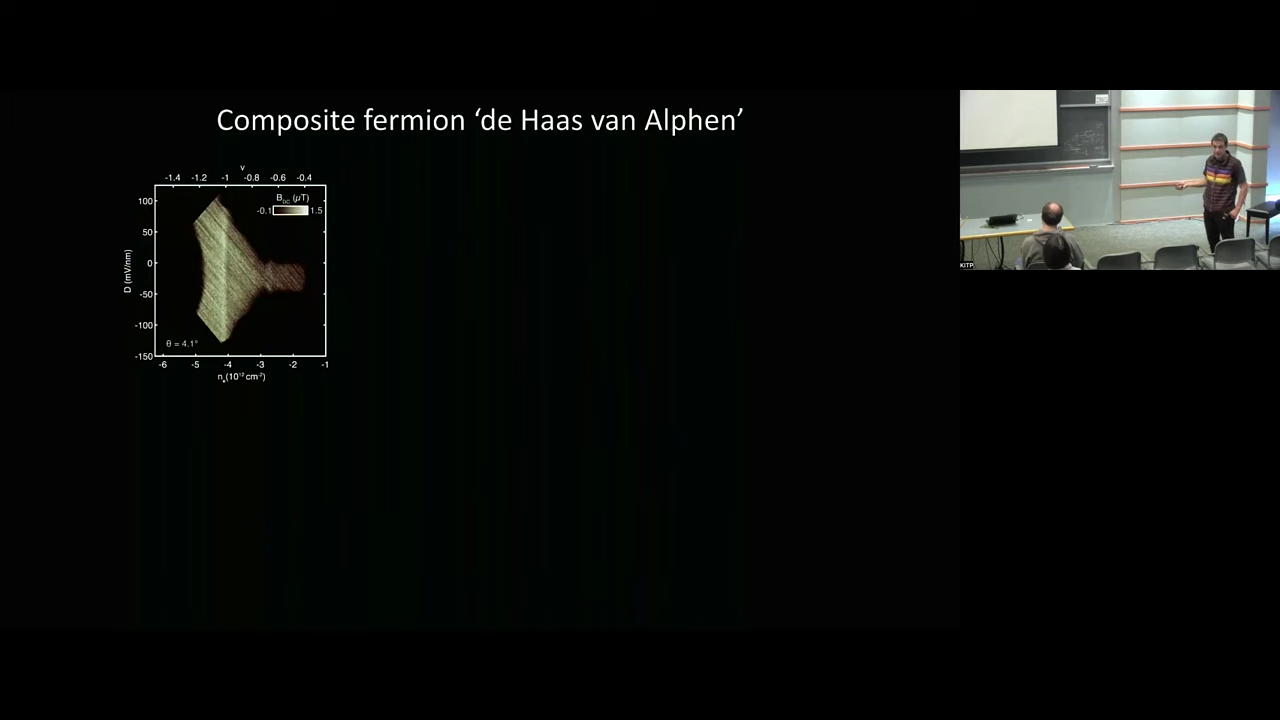 Composite fermion ‘de Haas van Alphen’
ν
-1.4 -1.2 -1 -0.8 -0.6 -0.4
B_DC (μT)
-0.1 1.5
100
50
0
-50
-100
-150
D (mV/nm)
θ = 4.1°
-6 -5 -4 -3 -2 -1
n_e(10¹² cm⁻²)
KITP